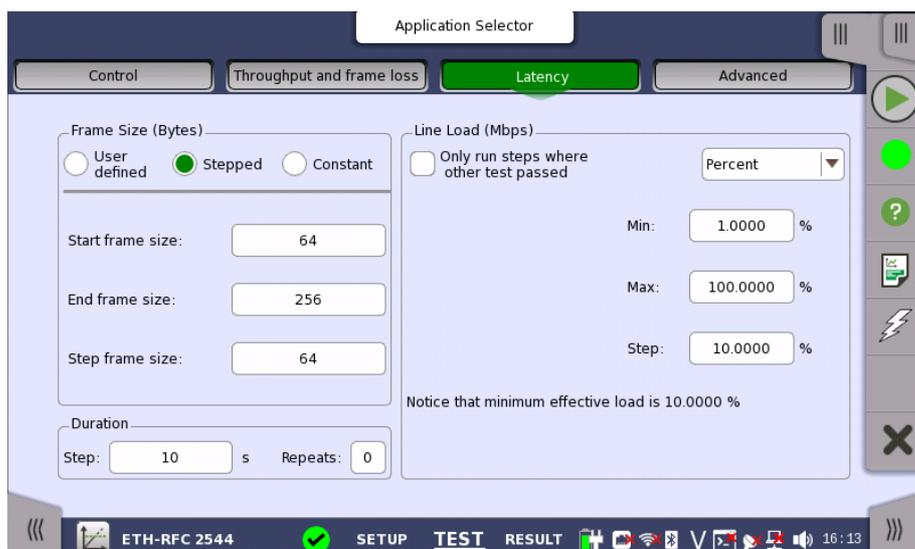 Application Selector
Control
Throughput and frame loss
Latency
Advanced
Frame Size (Bytes)
User
defined
Stepped
Constant
Start frame size:
64
End frame size:
256
Step frame size:
64
Duration
Step:
10
s
Repeats:
0
Line Load (Mbps)
Only run steps where
other test passed
Percent
Min:
1.0000
%
Max:
100.0000
%
Step:
10.0000
%
Notice that minimum effective load is 10.0000 %
?
ETH-RFC 2544
SETUP
TEST
RESULT
16:13